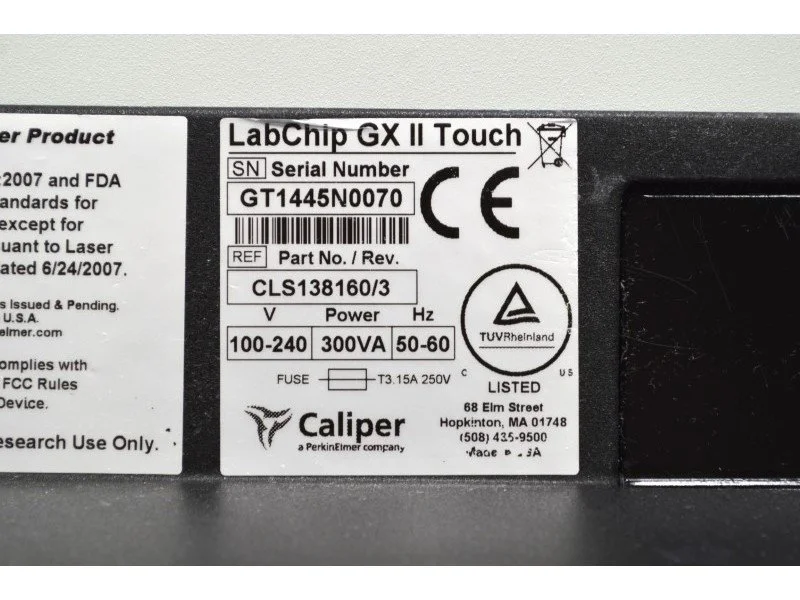 er Product
:2007 and FDA
andards for
except for
suant to Laser
ated 6/24/2007.
s Issued & Pending.
U.S.A.
elmer.com
omplies with
FCC Rules
Device.
esearch Use Only.
LabChip GX II Touch
SN Serial Number
GT1445N0070
REF Part No. / Rev.
CLS138160/3
V Power Hz
100-240 300VA 50-60
FUSE T3.15A 250V
CE
TUVRheinland
C US
LISTED
Caliper
a PerkinElmer company
68 Elm Street
Hopkinton, MA 01748
(508) 435-9500